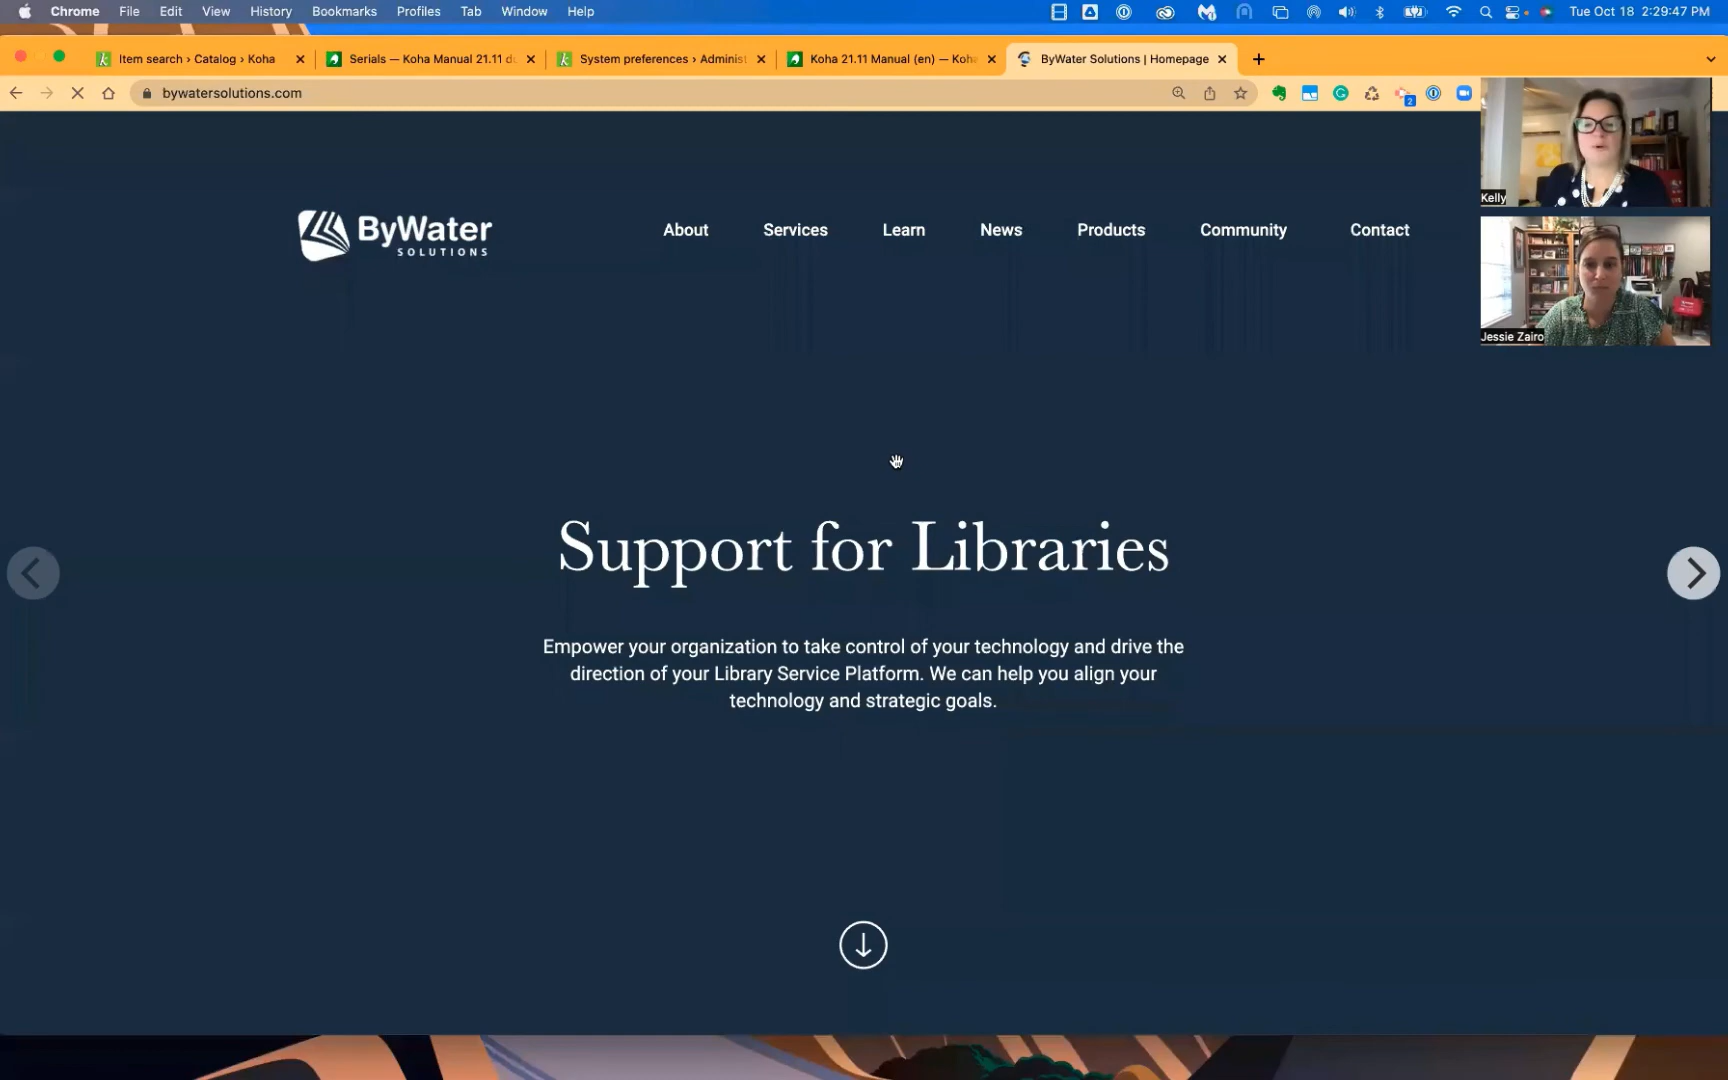 Chrome File Edit View History Bookmarks Profiles Tab Window Help Tue Oct 18 2:29:47 PM
Item search › Catalog › Koha
Serials — Koha Manual 21.11 d
System preferences › Administ
Koha 21.11 Manual (en) — Koha
ByWater Solutions | Homepage
bywatersolutions.com
2
Kelly
Jessie Zairo
ByWater
SOLUTIONS
About Services Learn News Products Community Contact
Support for Libraries
Empower your organization to take control of your technology and drive the
direction of your Library Service Platform. We can help you align your
technology and strategic goals.